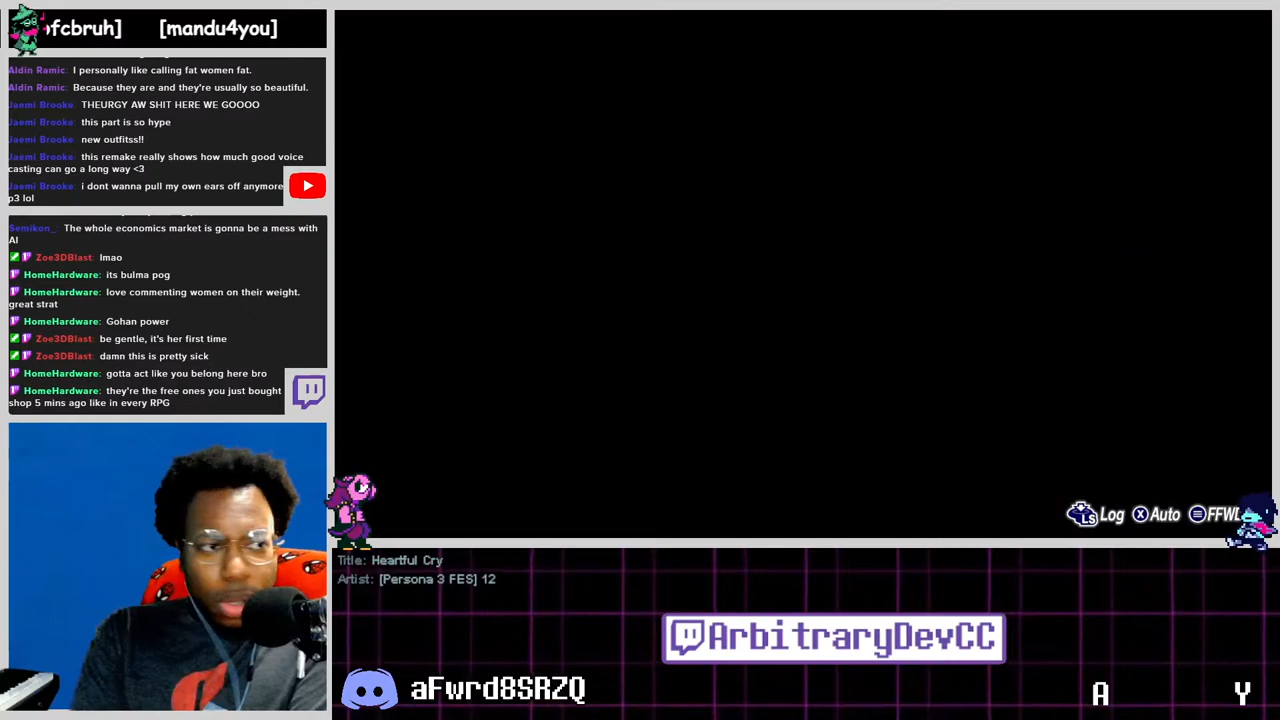 ofcbruh] [mandu4you]
Aldin Ramic: I personally like calling fat women fat.
Aldin Ramic: Because they are and they're usually so beautiful.
Jaemi Brooke: THEURGY AW SHIT HERE WE GOOOO
Jaemi Brooke: this part is so hype
Jaemi Brooke: new outfitss!!
Jaemi Brooke: this remake really shows how much good voice
casting can go a long way <3
Jaemi Brooke: i dont wanna pull my own ears off anymore
p3 lol
Semikon_: The whole economics market is gonna be a mess with
AI
Zoe3DBlast: lmao
HomeHardware: its bulma pog
HomeHardware: love commenting women on their weight.
great strat
HomeHardware: Gohan power
Zoe3DBlast: be gentle, it's her first time
Zoe3DBlast: damn this is pretty sick
HomeHardware: gotta act like you belong here bro
HomeHardware: they're the free ones you just bought
shop 5 mins ago like in every RPG
LS Log X Auto FFWD
Title: Heartful Cry
Artist: [Persona 3 FES] 12
ArbitraryDevCC
aFwrd8SRZQ
A Y